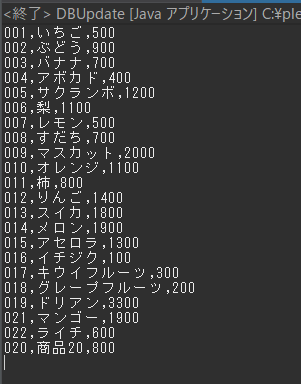 <終了> DBUpdate [Java アプリケーション] C:¥ple
001,いちご,500
002,ぶどう,900
003,バナナ,700
004,アボカド,400
005,サクランボ,1200
006,梨,1100
007,レモン,500
008,すだち,700
009,マスカット,2000
010,オレンジ,1100
011,柿,800
012,りんご,1400
013,スイカ,1800
014,メロン,1900
015,アセロラ,1300
016,イチジク,100
017,キウイフルーツ,300
018,グレープフルーツ,200
019,ドリアン,3300
021,マンゴー,1900
022,ライチ,600
020,商品20,800